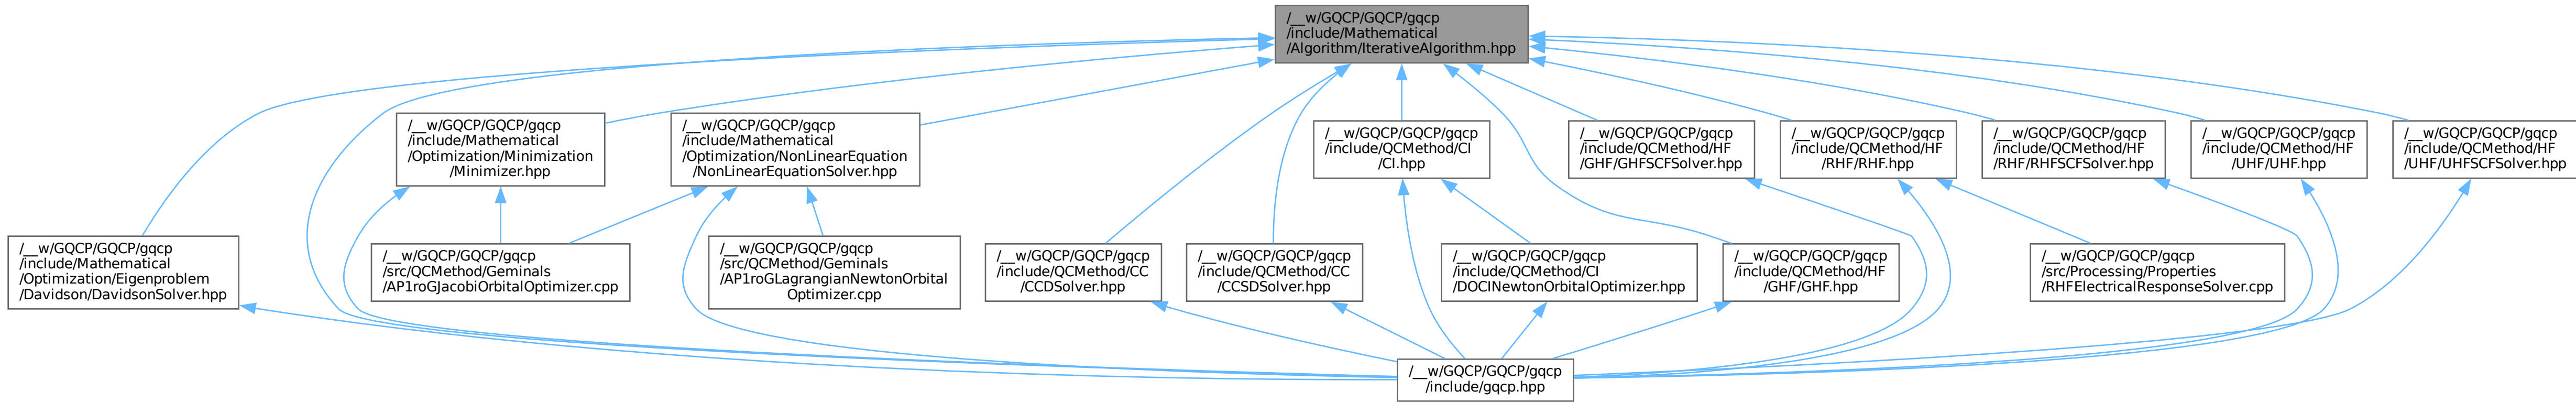 /__w/GQCP/GQCP/gqcp
/include/Mathematical
/Algorithm/IterativeAlgorithm.hpp
/__w/GQCP/GQCP/gqcp
/include/Mathematical
/Optimization/Minimization
/Minimizer.hpp
/__w/GQCP/GQCP/gqcp
/include/Mathematical
/Optimization/NonLinearEquation
/NonLinearEquationSolver.hpp
/__w/GQCP/GQCP/gqcp
/include/QCMethod/CI
/CI.hpp
/__w/GQCP/GQCP/gqcp
/include/QCMethod/HF
/GHF/GHFSCFSolver.hpp
/__w/GQCP/GQCP/gqcp
/include/QCMethod/HF
/RHF/RHF.hpp
/__w/GQCP/GQCP/gqcp
/include/QCMethod/HF
/RHF/RHFSCFSolver.hpp
/__w/GQCP/GQCP/gqcp
/include/QCMethod/HF
/UHF/UHF.hpp
/__w/GQCP/GQCP/gqcp
/include/QCMethod/HF
/UHF/UHFSCFSolver.hpp
/__w/GQCP/GQCP/gqcp
/include/Mathematical
/Optimization/Eigenproblem
/Davidson/DavidsonSolver.hpp
/__w/GQCP/GQCP/gqcp
/src/QCMethod/Geminals
/AP1roGJacobiOrbitalOptimizer.cpp
/__w/GQCP/GQCP/gqcp
/src/QCMethod/Geminals
/AP1roGLagrangianNewtonOrbital
Optimizer.cpp
/__w/GQCP/GQCP/gqcp
/include/QCMethod/CC
/CCDSolver.hpp
/__w/GQCP/GQCP/gqcp
/include/QCMethod/CC
/CCSDSolver.hpp
/__w/GQCP/GQCP/gqcp
/include/QCMethod/CI
/DOCINewtonOrbitalOptimizer.hpp
/__w/GQCP/GQCP/gqcp
/include/QCMethod/HF
/GHF/GHF.hpp
/__w/GQCP/GQCP/gqcp
/src/Processing/Properties
/RHFElectricalResponseSolver.cpp
/__w/GQCP/GQCP/gqcp
/include/gqcp.hpp